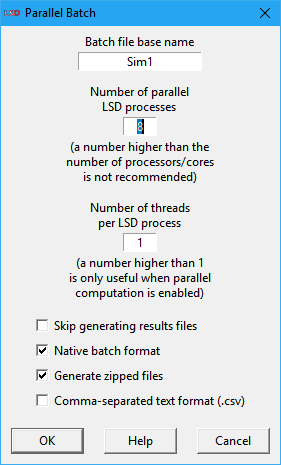 LSD Parallel Batch
Batch file base name
Sim1
Number of parallel
LSD processes
8
(a number higher than the
number of processors/cores
is not recommended)
Number of threads
per LSD process
1
(a number higher than 1
is only useful when parallel
computation is enabled)
Skip generating results files
Native batch format
Generate zipped files
Comma-separated text format (.csv)
OK Help Cancel